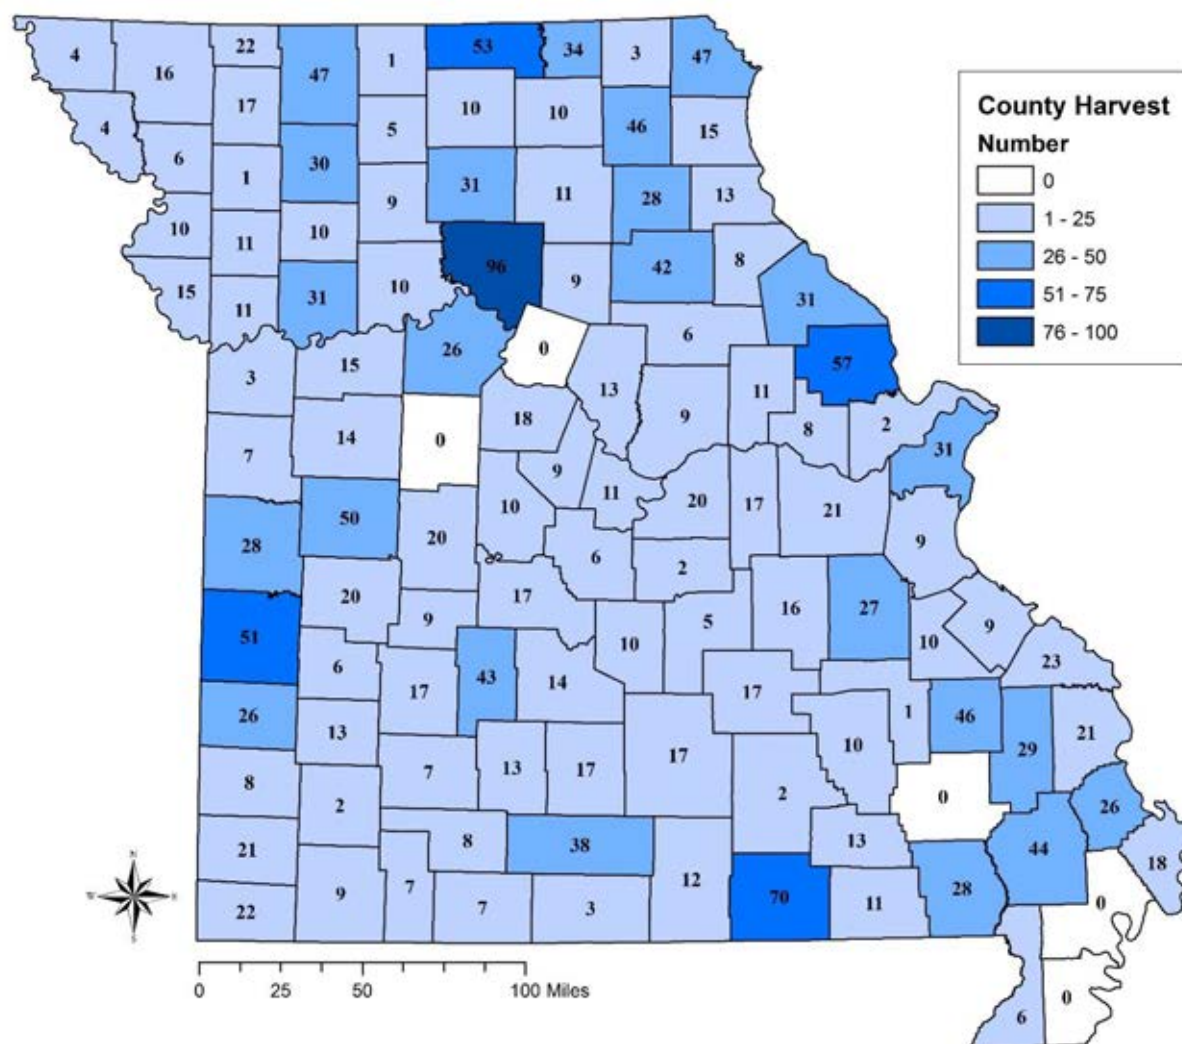 4 16 22 47 1 53 34 3 47
4 17 10 10 46 15
6 30 5
1 31 11 28 13
10 11 10 9
15 11 31 10 96 9 42 8 31
3 15 26 0 13 6 57
7 14 0 18 9 11 8 2
9 31
28 50 20 10 11 20 17 21 9
51 20 9 17 6 2
6 10 5 16 27 10 9
26 17 43 14 17 23
13 1 46 21
8 7 13 17 17 10 29
2 2 0 26
21 8 38 13 44 18
22 9 7 7 3 12 70 11 28 0
6 0
County Harvest
Number
0
1 - 25
26 - 50
51 - 75
76 - 100
N
W E
S
0 25 50 100 Miles